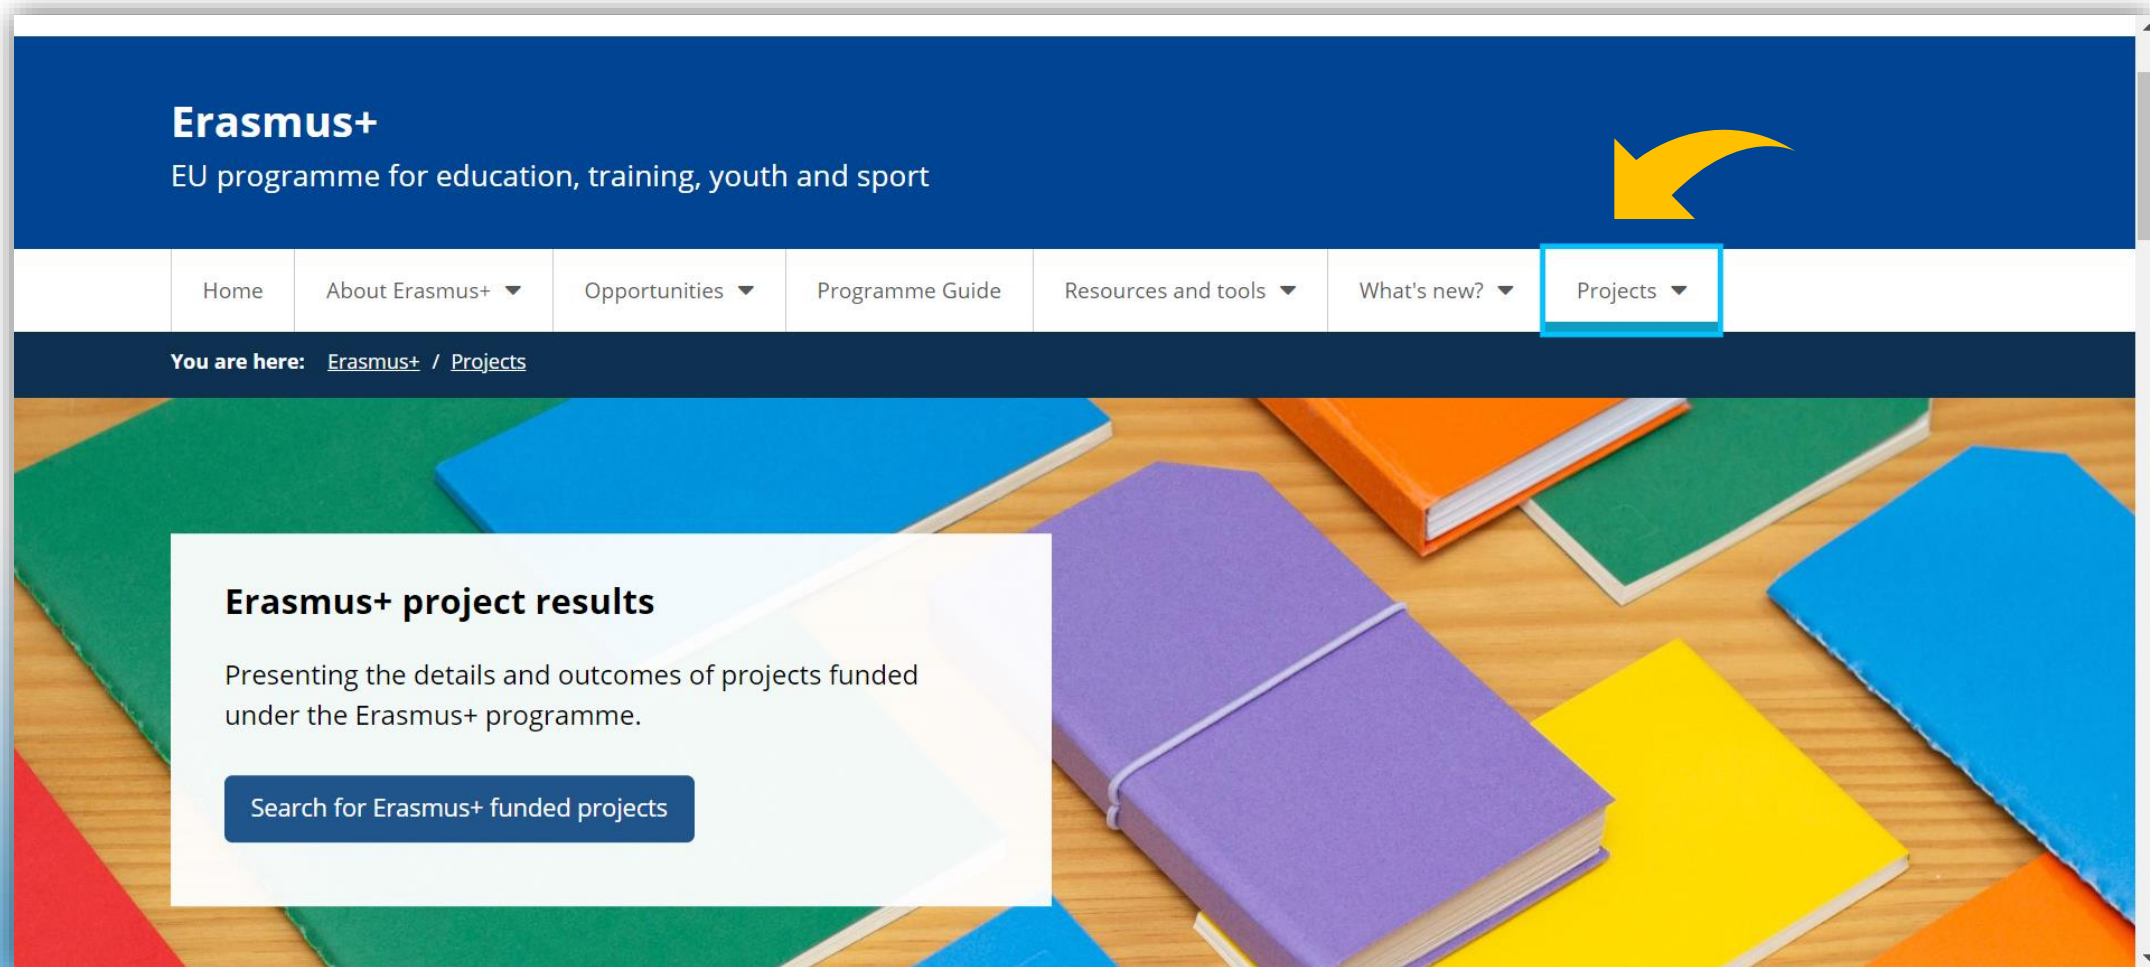 Erasmus+
EU programme for education, training, youth and sport
Home
About Erasmus+
Opportunities
Programme Guide
Resources and tools
What's new?
Projects
You are here: Erasmus+ / Projects
Erasmus+ project results
Presenting the details and outcomes of projects funded
under the Erasmus+ programme.
Search for Erasmus+ funded projects